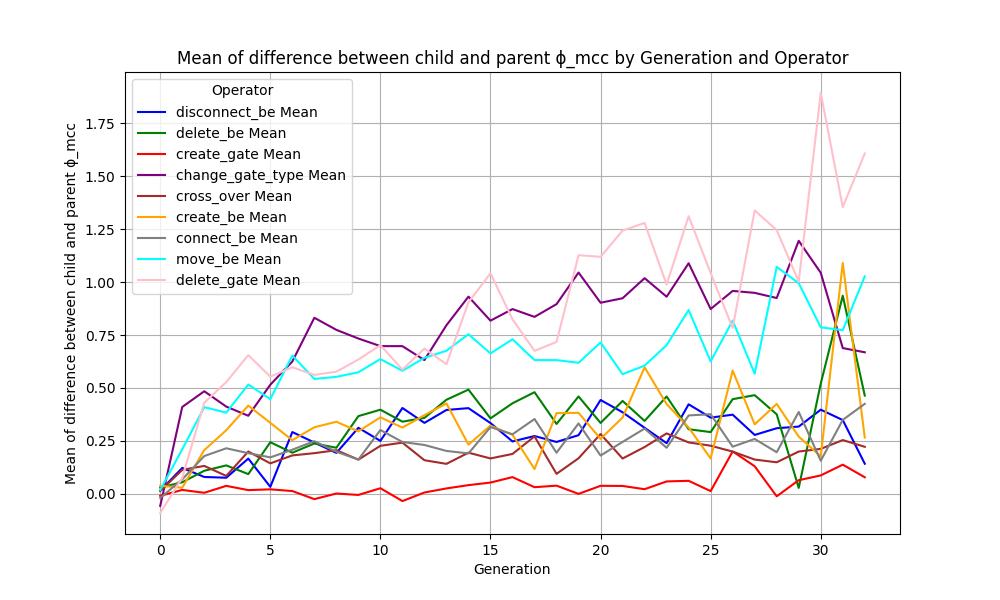 Mean of difference between child and parent ϕ_mcc by Generation and Operator
Mean of difference between child and parent ϕ_mcc
1.75
1.50
1.25
1.00
0.75
0.50
0.25
0.00
Operator
disconnect_be Mean
delete_be Mean
create_gate Mean
change_gate_type Mean
cross_over Mean
create_be Mean
connect_be Mean
move_be Mean
delete_gate Mean
0 5 10 15 20 25 30
Generation